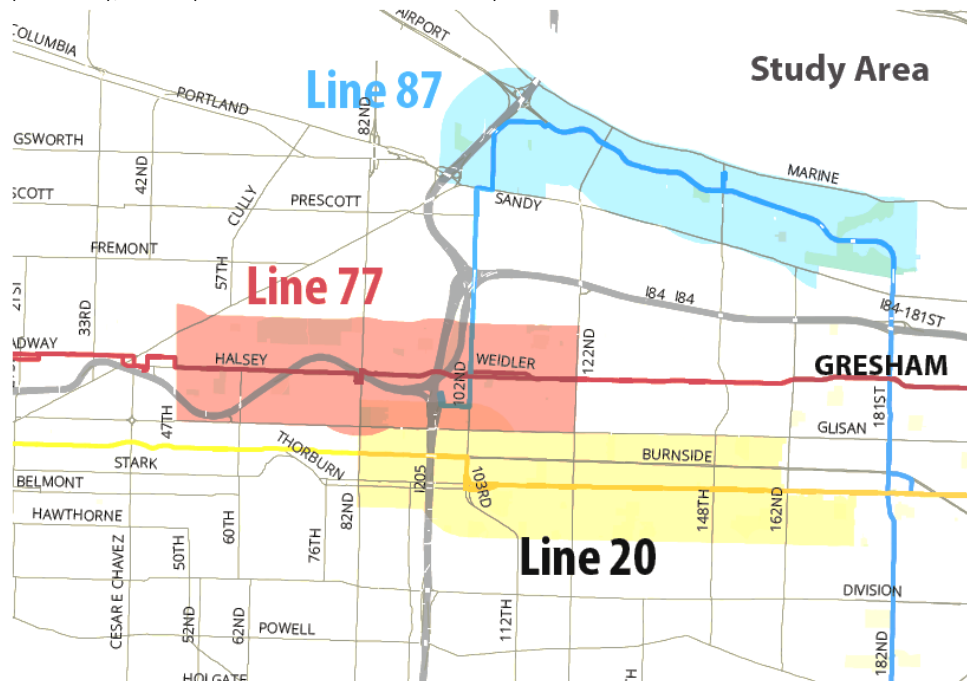 AIRPORT
COLUMBIA
Study Area
Line 87
PORTLAND
82ND
GSWORTH
42ND
MARINE
SCOTT
CULLY
PRESCOTT
SANDY
FREMONT
57TH
Line 77
I84 I84
I84-181ST
33RD
ADWAY
HALSEY
WEIDLER
122ND
GRESHAM
102ND
181ST
47TH
GLISAN
THORBURN
BURNSIDE
STARK
BELMONT
I205
103RD
82ND
148TH
162ND
HAWTHORNE
60TH
50TH
76TH
Line 20
CESAR E CHAVEZ
DIVISION
52ND
62ND
112TH
POWELL
182ND
HOLGATE
TH